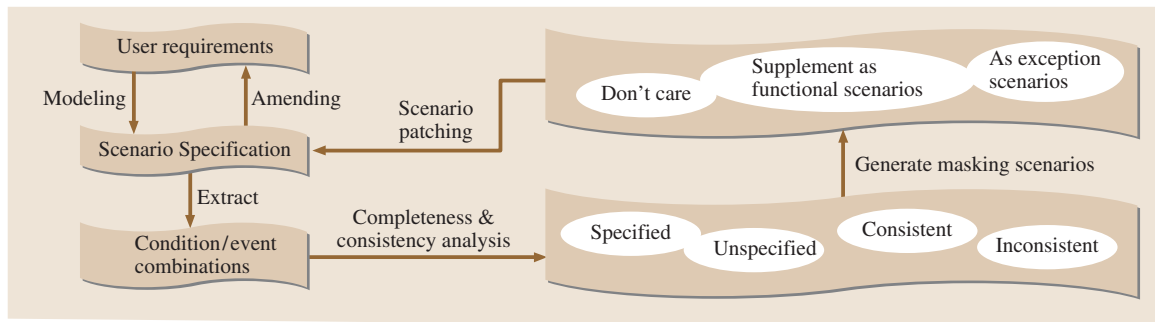 User requirements
Modeling
Amending
Scenario Specification
Extract
Condition/event
combinations
Completeness &
consistency analysis
Scenario
patching
Don't care
Supplement as
functional scenarios
As exception
scenarios
Generate masking scenarios
Specified
Unspecified
Consistent
Inconsistent